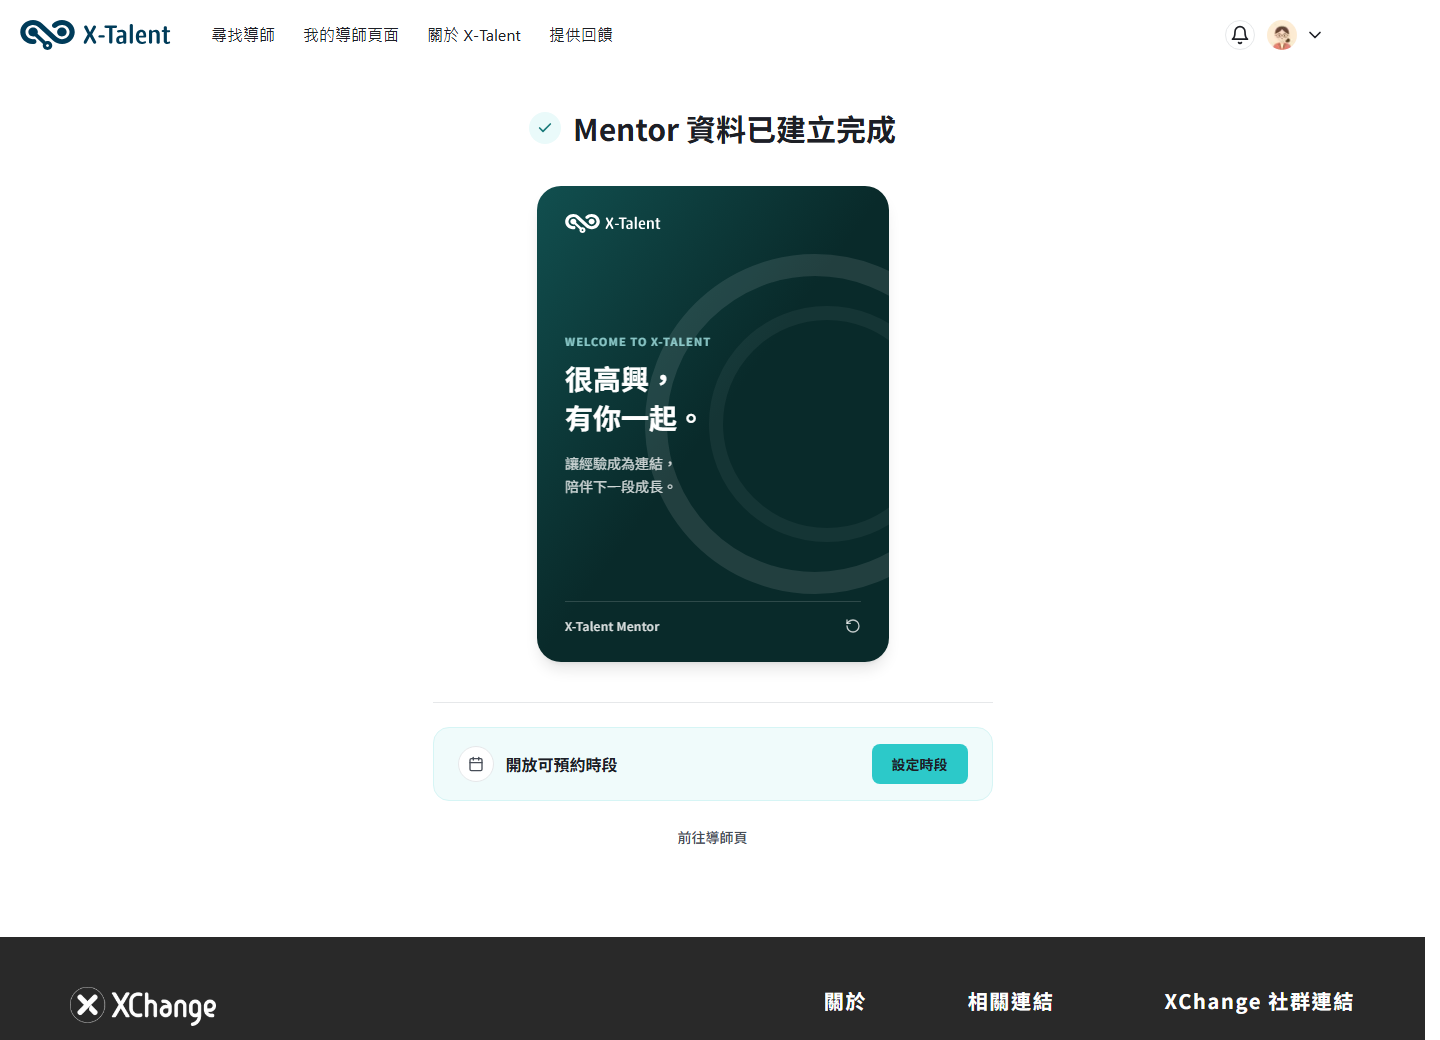 X-Talent
尋找導師
我的導師頁面
關於 X-Talent
提供回饋
Mentor 資料已建立完成
X-Talent
WELCOME TO X-TALENT
很高興，
有你一起。
讓經驗成為連結，
陪伴下一段成長。
X-Talent Mentor
開放可預約時段
設定時段
前往導師頁
XChange
關於
相關連結
XChange 社群連結